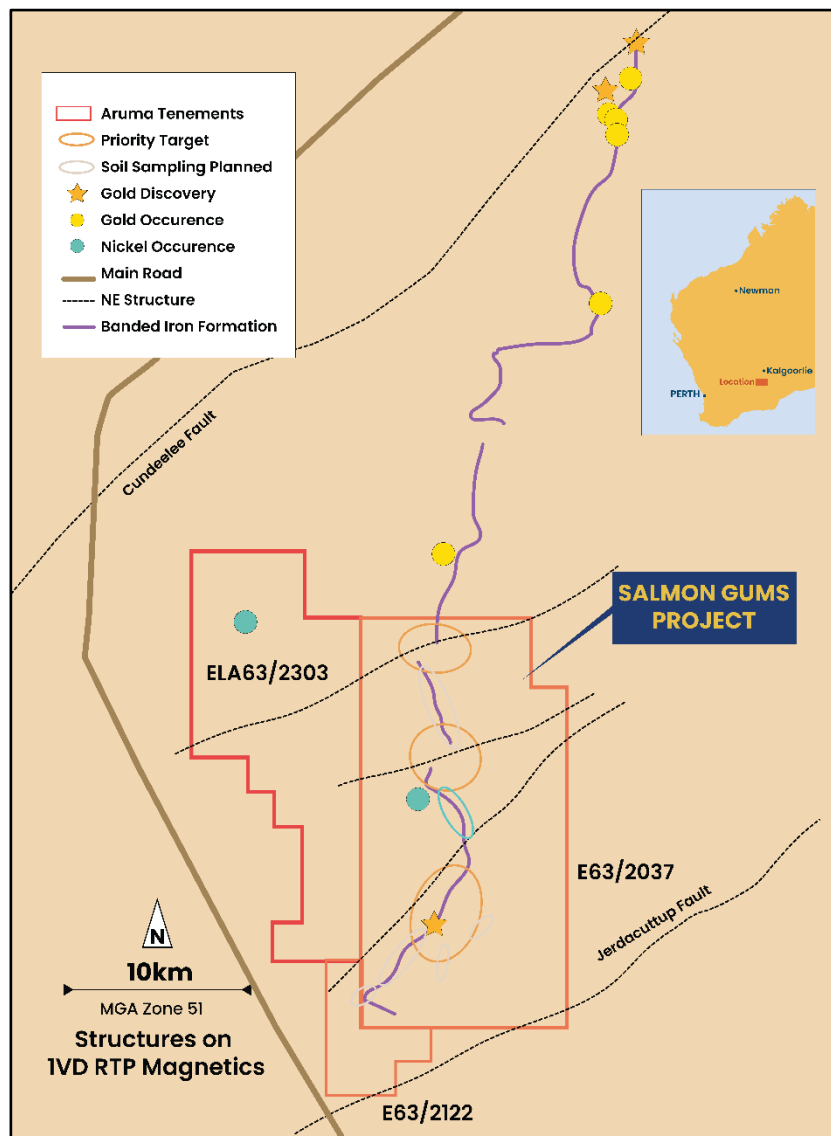 Aruma Tenements
Priority Target
Soil Sampling Planned
Gold Discovery
Gold Occurence
Nickel Occurence
Main Road
NE Structure
Banded Iron Formation
Newman
Kalgoorlie
Location
PERTH
Cundeelee Fault
SALMON GUMS
PROJECT
ELA63/2303
E63/2037
Jerdacuttup Fault
N
10km
MGA Zone 51
Structures on
1VD RTP Magnetics
E63/2122